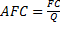 AFC = FC/Q